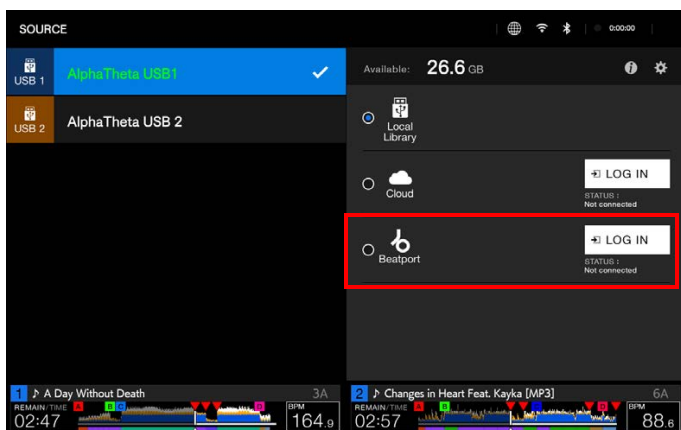 SOURCE
0:00:00
USB 1
AlphaTheta USB1
USB 2
AlphaTheta USB 2
Available: 26.6 GB
Local
Library
Cloud
LOG IN
STATUS :
Not connected
Beatport
LOG IN
STATUS :
Not connected
1 ♪ A Day Without Death 3A
REMAIN/TIME A B C D BPM
02:47 164.9
2 ♪ Changes in Heart Feat. Kayka [MP3] 6A
REMAIN/TIME A B C D BPM
02:57 88.6